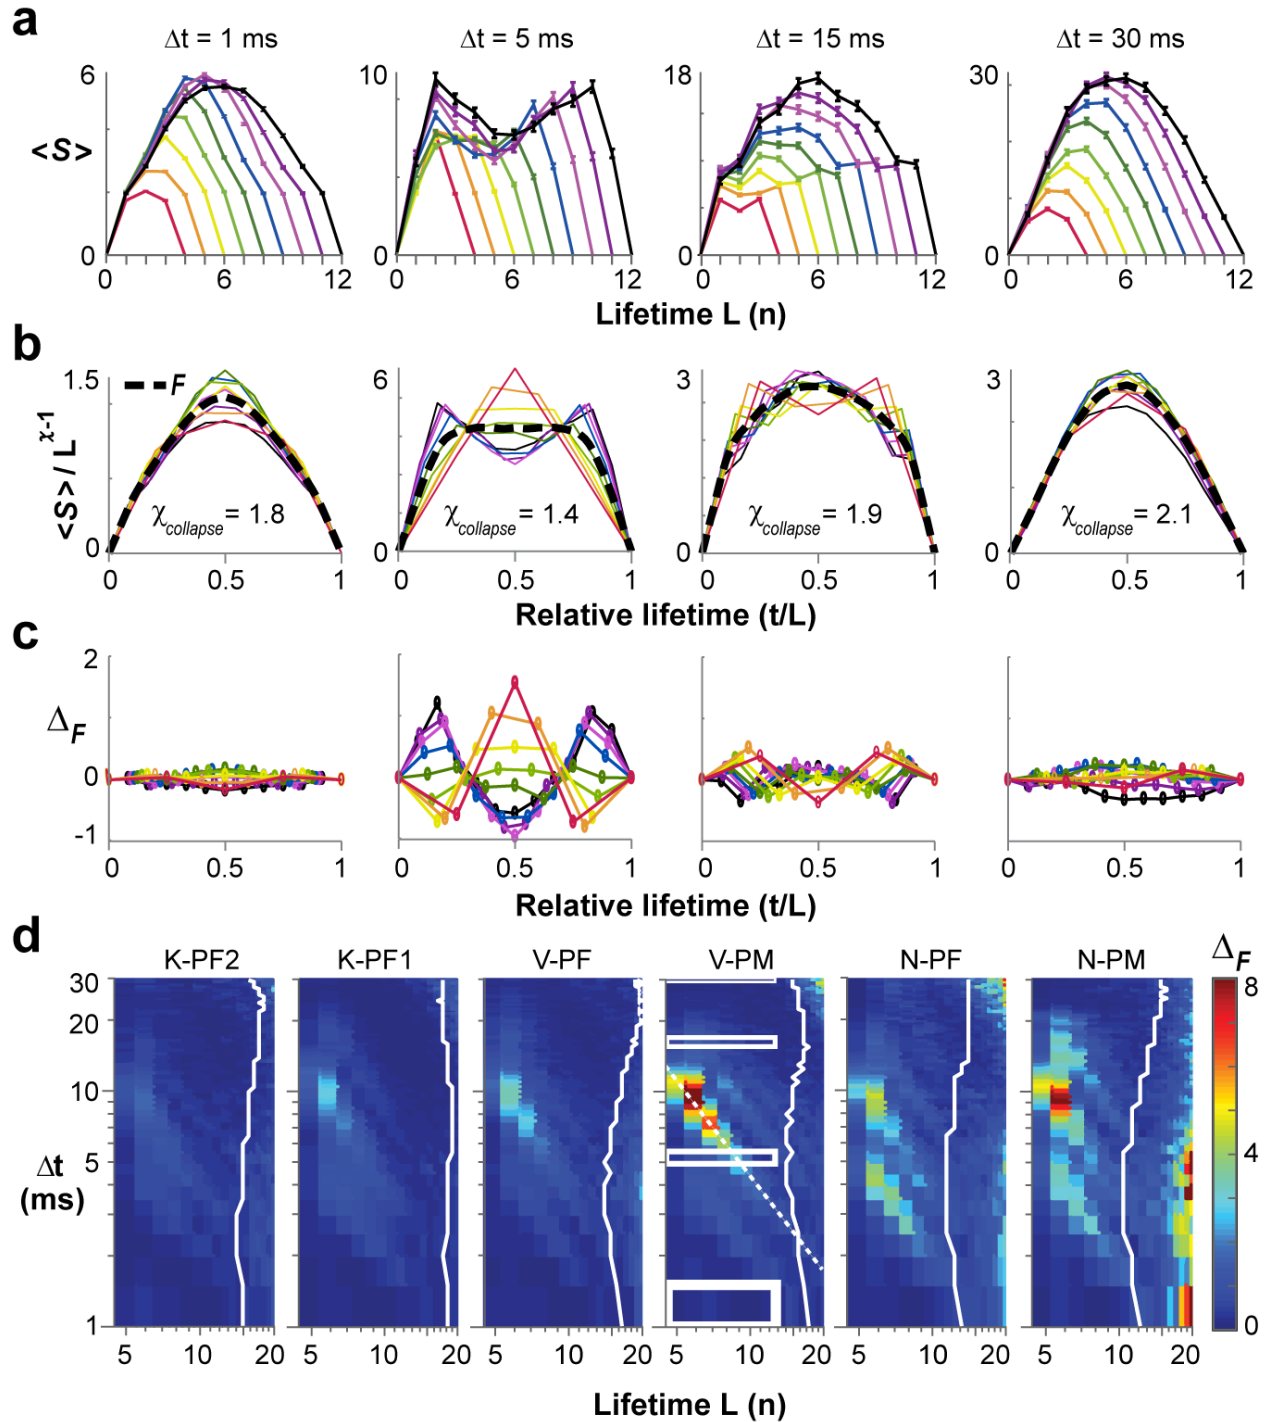 a
Δt = 1 ms Δt = 5 ms Δt = 15 ms Δt = 30 ms
6 10 18 30
<S>
0 0 0 0
0 6 12 0 6 12 0 6 12 0 6 12
Lifetime L (n)
b
1.5 6 3 3
F
<S> / L^χ-1
χcollapse = 1.8 χcollapse = 1.4 χcollapse = 1.9 χcollapse = 2.1
0 0 0 0
0 0.5 1 0 0.5 1 0 0.5 1 0 0.5 1
Relative lifetime (t/L)
c
2
ΔF
0
-1
0 0.5 1 0 0.5 1 0 0.5 1 0 0.5 1
Relative lifetime (t/L)
d
K-PF2 K-PF1 V-PF V-PM N-PF N-PM ΔF
30 8
20
10
4
5
Δt
(ms)
1 0
5 10 20 5 10 20 5 10 20 5 10 20 5 10 20 5 10 20
Lifetime L (n)